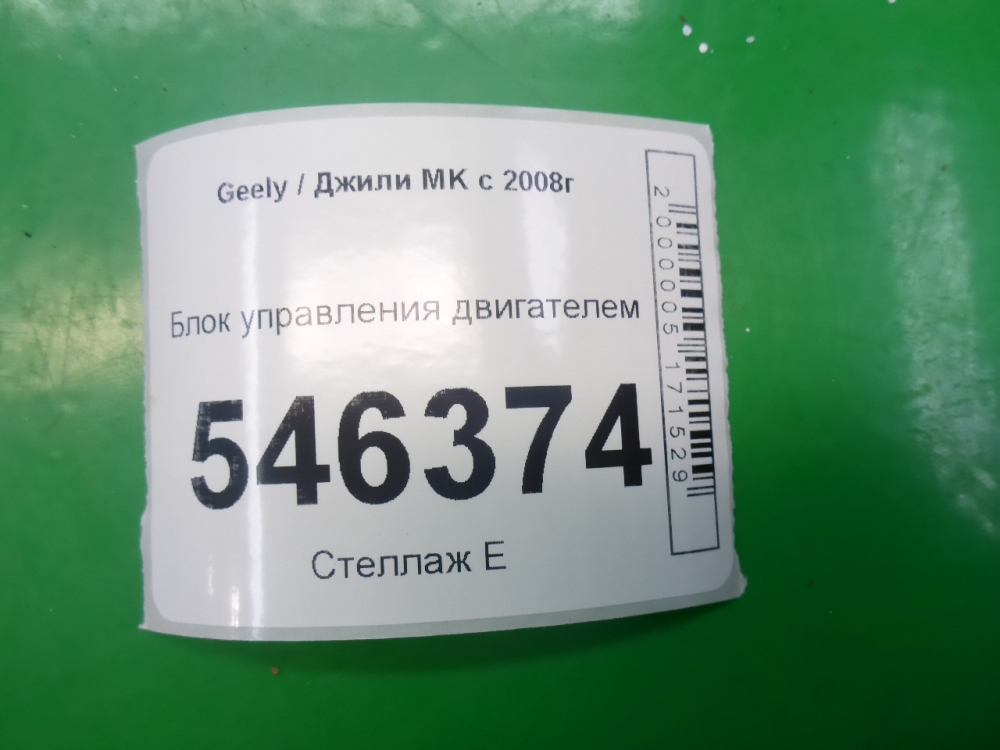 Geely / Джили МК с 2008г
Блок управления двигателем
546374
Стеллаж Е
2000005171529